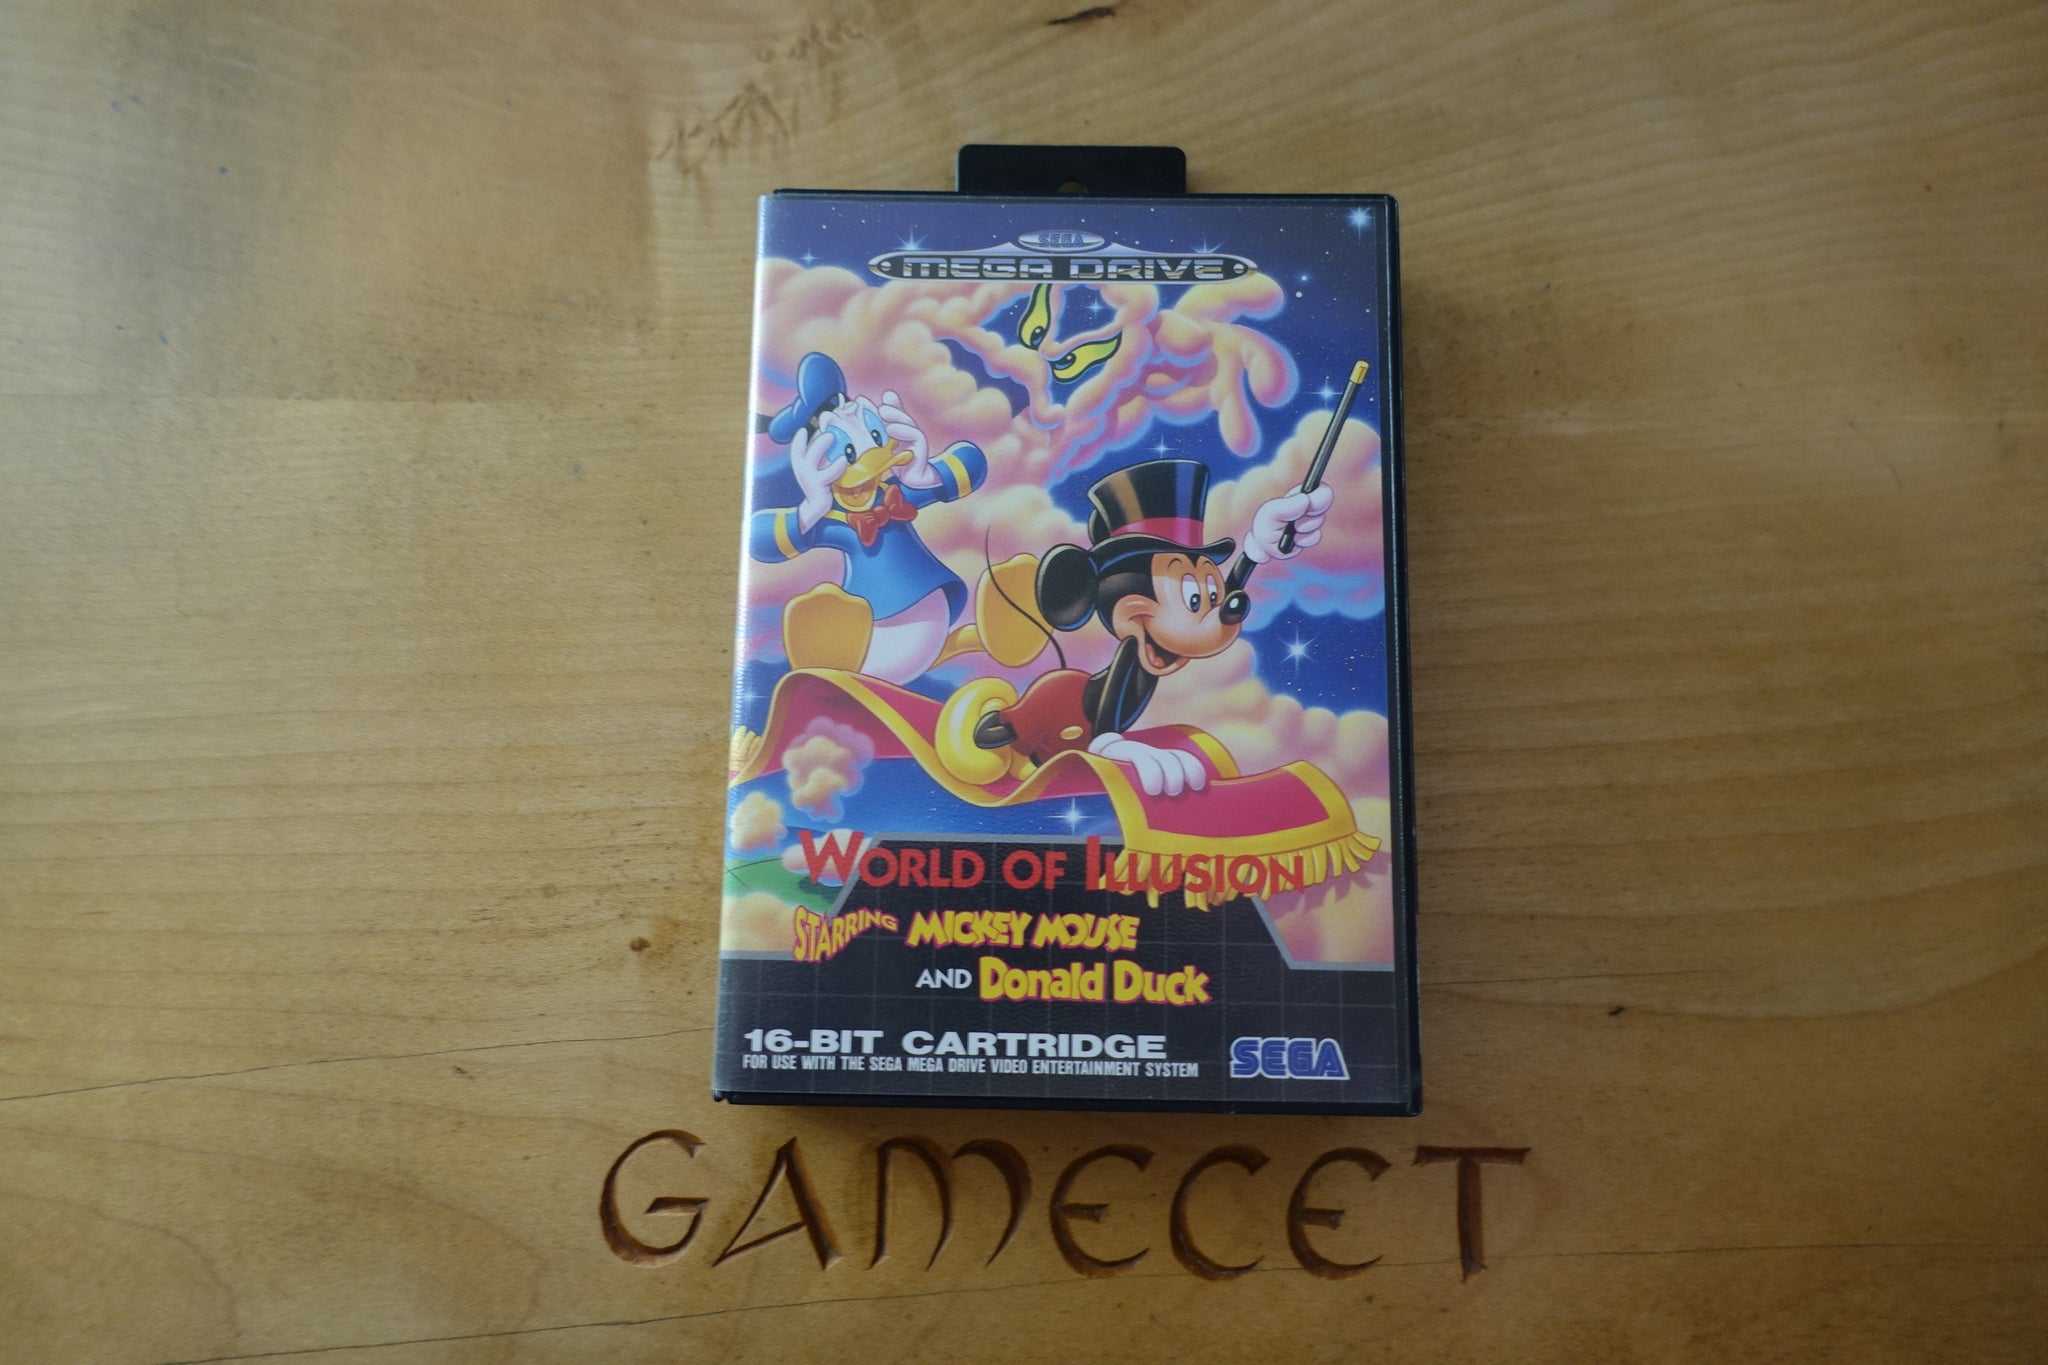 SEGA
MEGA DRIVE
WORLD OF ILLUSION
STARRING MICKEY MOUSE
AND Donald Duck
16-BIT CARTRIDGE
FOR USE WITH THE SEGA MEGA DRIVE VIDEO ENTERTAINMENT SYSTEM
SEGA
GAMECET